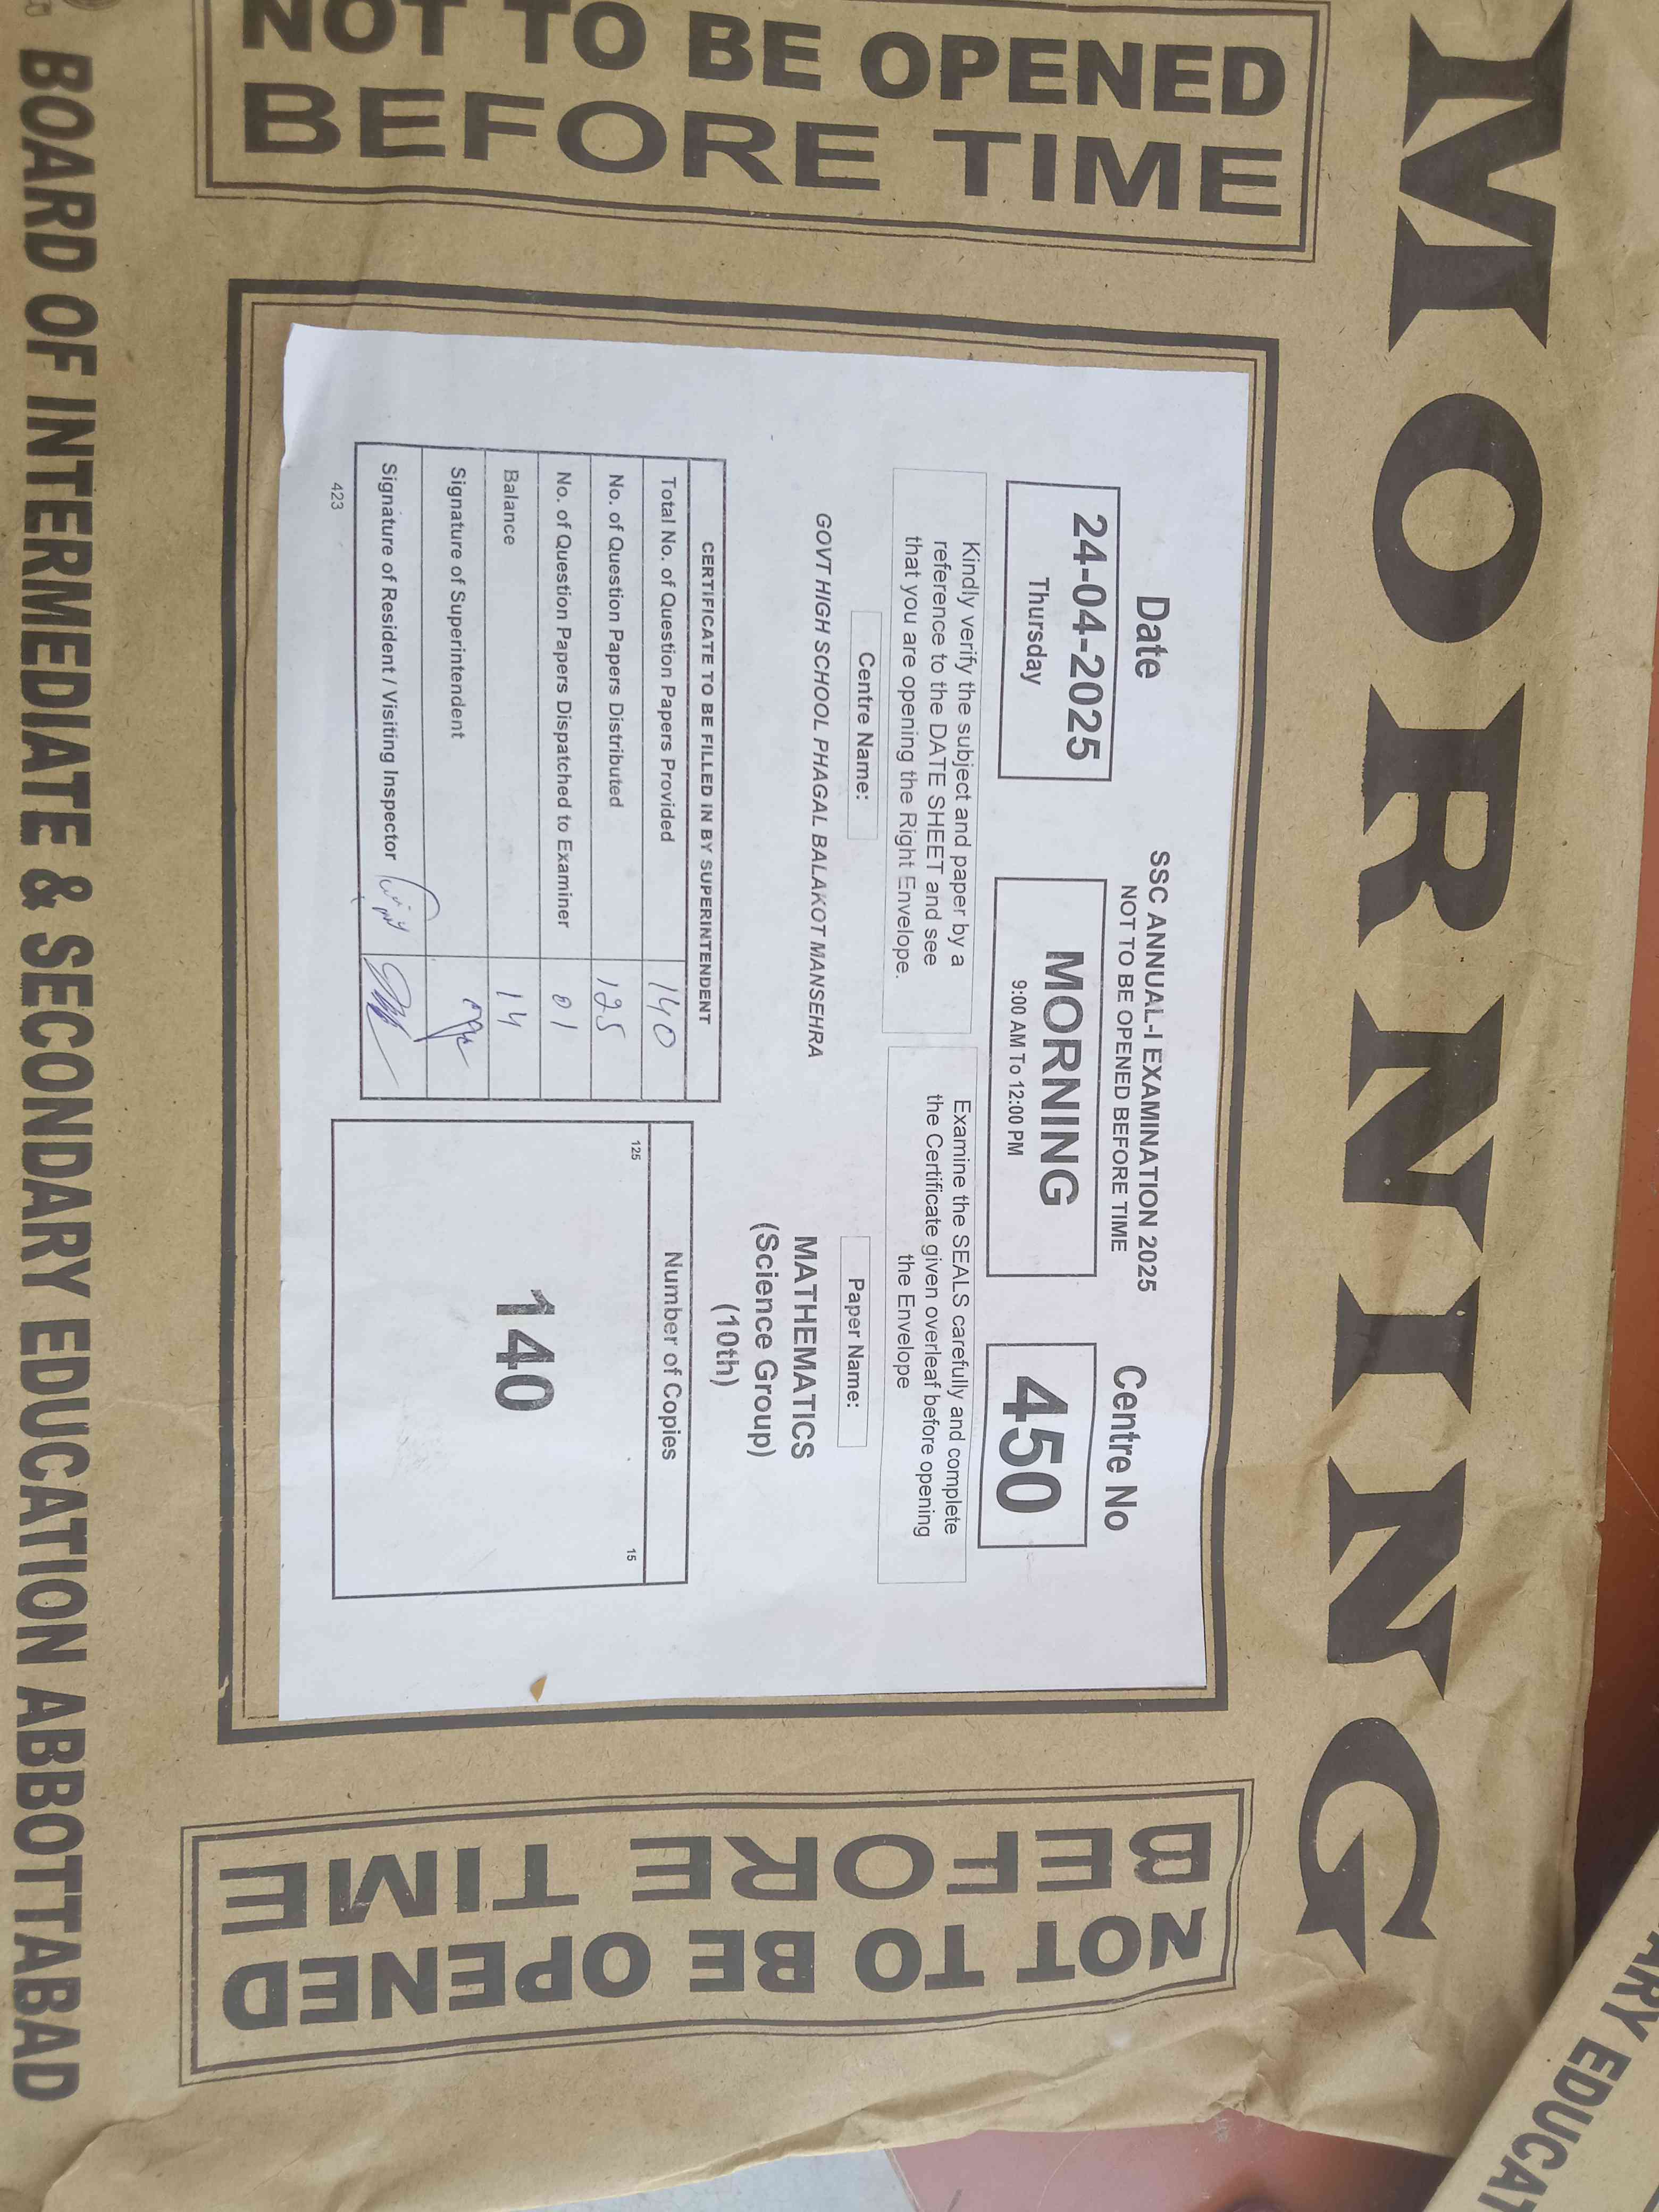 MORNING
NOT TO BE OPENED
BEFORE TIME
Date
24-04-2025
Thursday
SSC ANNUAL-I EXAMINATION 2025
NOT TO BE OPENED BEFORE TIME
MORNING
9:00 AM To 12:00 PM
Centre No
450
Kindly verify the subject and paper by a
reference to the DATE SHEET and see
that you are opening the Right Envelope.
Examine the SEALS carefully and complete
the Certificate given overleaf before opening
the Envelope
Centre Name:
GOVT HIGH SCHOOL PHAGAL BALAKOT MANSEHRA
Paper Name:
MATHEMATICS
(Science Group)
(10th)
CERTIFICATE TO BE FILLED IN BY SUPERINTENDENT
Total No. of Question Papers Provided 140
No. of Question Papers Distributed 125
No. of Question Papers Dispatched to Examiner 01
Balance 14
Signature of Superintendent
Signature of Resident / Visiting Inspector
423
Number of Copies
125 15
140
NOT TO BE OPENED
BEFORE TIME
BOARD OF INTERMEDIATE & SECONDARY EDUCATION ABBOTTABAD
ARY EDUCAT